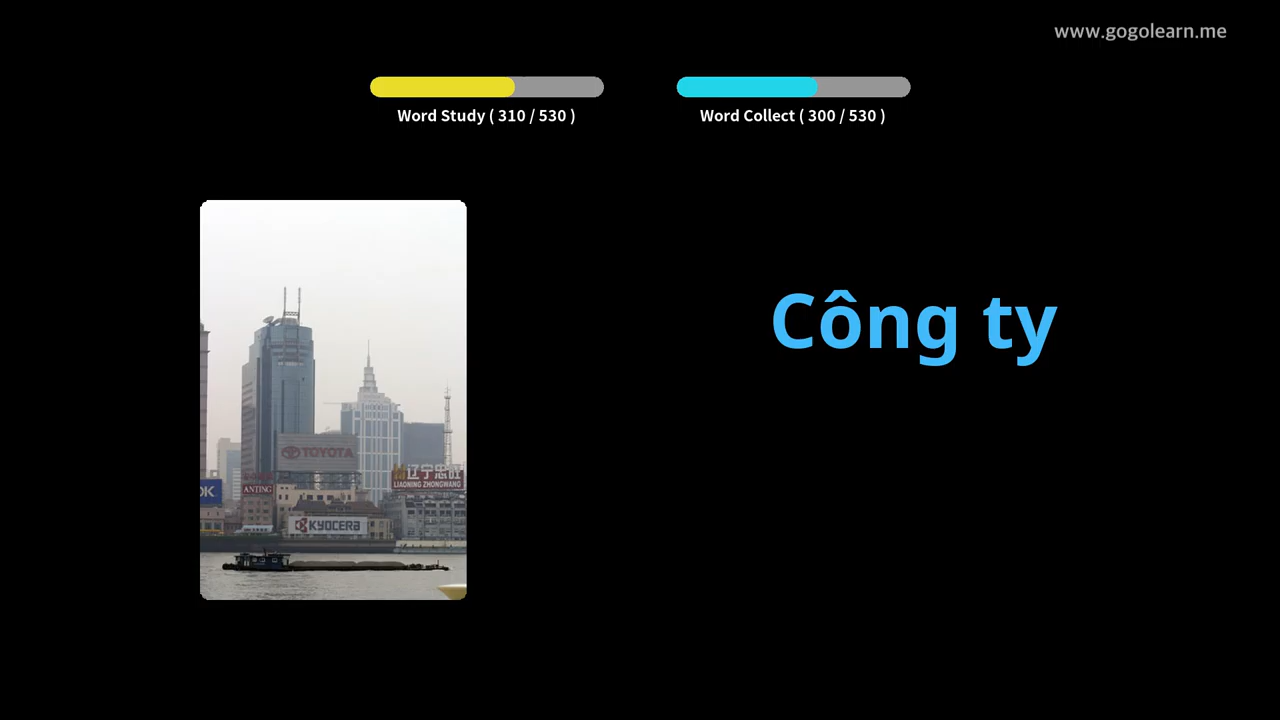 www.gogolearn.me
Word Study ( 310 / 530 )
Word Collect ( 300 / 530 )
Công ty
TOYOTA
辽宁忠旺
LIAONING ZHONGWANG
OK
ANTING
KYOCERA